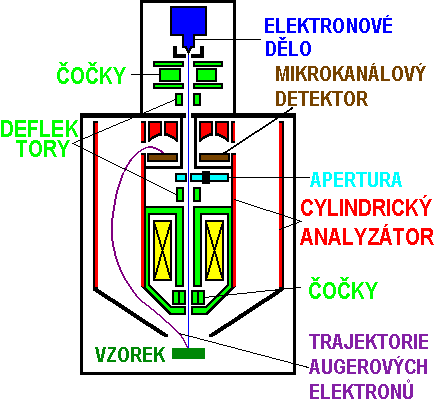 ELEKTRONOVÉ
DĚLO
ČOČKY
MIKROKANÁLOVÝ
DETEKTOR
DEFLEK
TORY
APERTURA
CYLINDRICKÝ
ANALYZÁTOR
ČOČKY
VZOREK
TRAJEKTORIE
AUGEROVÝCH
ELEKTRONŮ